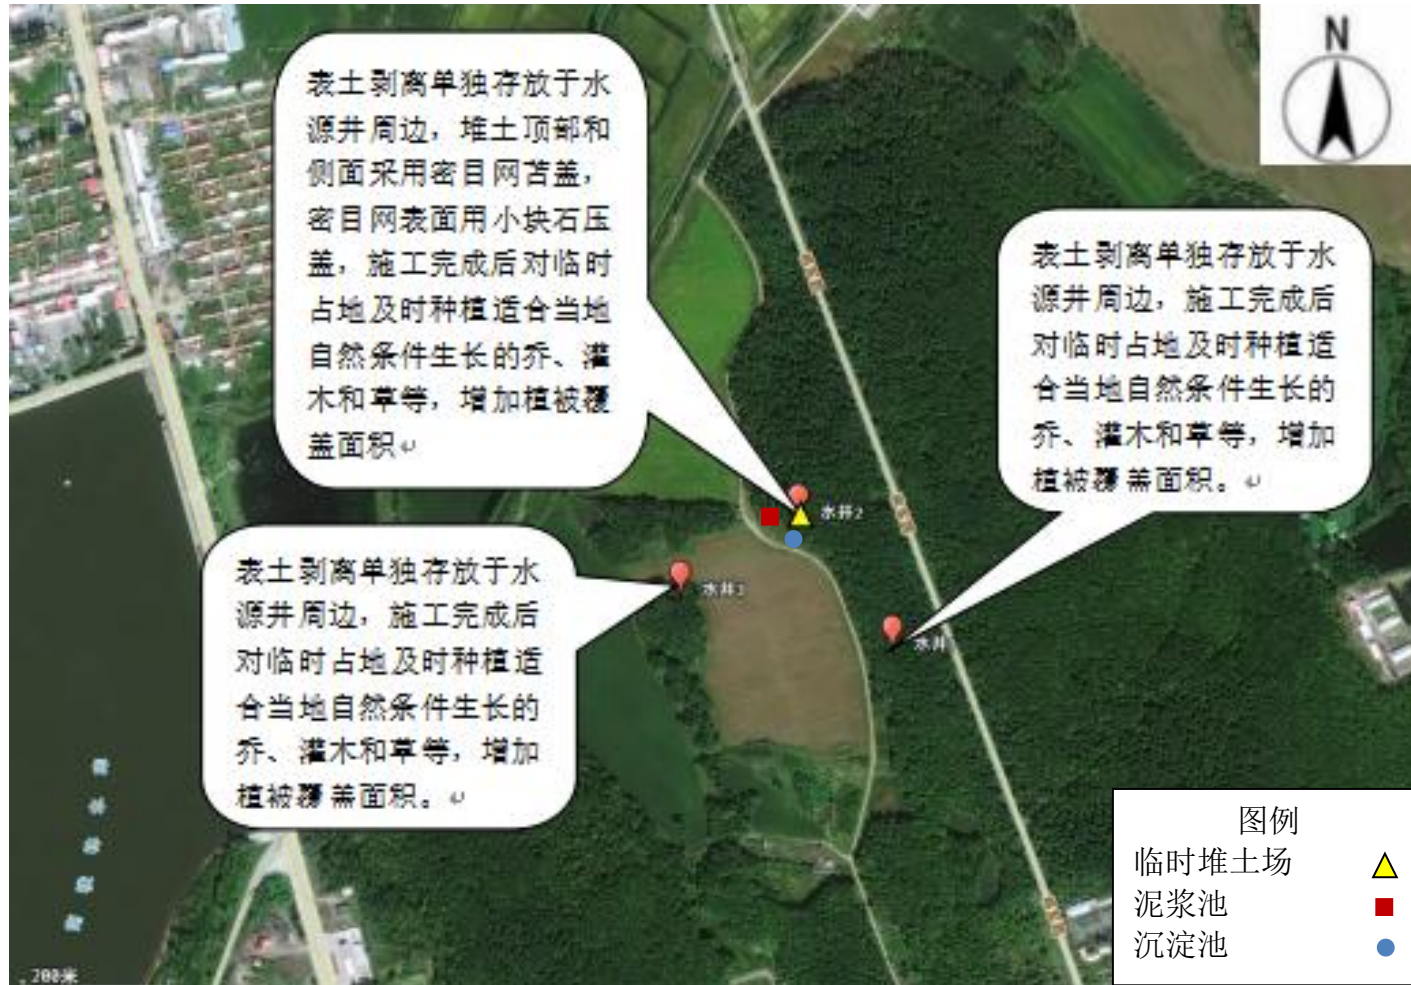 N
表土剥离单独存放于水
源井周边，堆土顶部和
侧面采用密目网苫盖，
密目网表面用小块石压
盖，施工完成后对临时
占地及时种植适合当地
自然条件生长的乔、灌
木和草等，增加植被覆
盖面积
表土剥离单独存放于水
源井周边，施工完成后
对临时占地及时种植适
合当地自然条件生长的
乔、灌木和草等，增加
植被覆盖面积。
水井2
表土剥离单独存放于水
源井周边，施工完成后
对临时占地及时种植适
合当地自然条件生长的
乔、灌木和草等，增加
植被覆盖面积。
水井3
水井
图例
临时堆土场
泥浆池
沉淀池
200米